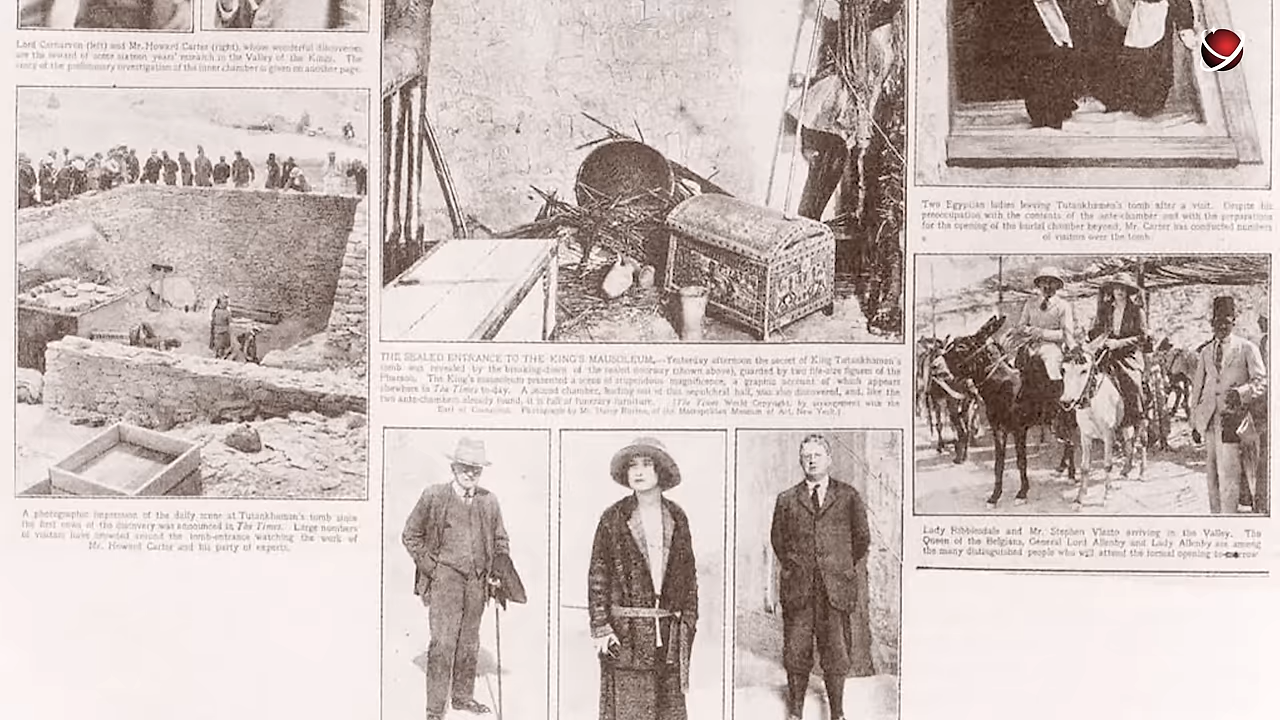 Lord Carnarvon (left) and Mr. Howard Carter (right), whose wonderful discoveries
are the reward of some sixteen years' research in the Valley of the Kings. The
story of the preliminary investigation of the inner chamber is given on another page.
A photographic impression of the daily scene at Tutankhamen's tomb since
the first news of the discovery was announced in The Times. Large numbers
of visitors have crowded around the tomb-entrance watching the work of
Mr. Howard Carter and his party of experts.
THE SEALED ENTRANCE TO THE KING'S MAUSOLEUM.—Yesterday afternoon the secret of King Tutankhamen's
tomb was revealed by the breaking-down of the sealed doorway (shown above), guarded by two life-size figures of the
Pharaoh. The King's mausoleum presented a scene of stupendous magnificence, a graphic account of which appears
elsewhere in The Times to-day. A second chamber, leading out of this sepulchral hall, was also discovered, and, like the
two ante-chambers already found, it is full of funerary furniture. (The Times World Copyright, by arrangement with the
Earl of Carnarvon. Photographs by Mr. Harry Burton, of the Metropolitan Museum of Art, New York.)
Two Egyptian ladies leaving Tutankhamen's tomb after a visit. Despite his
preoccupation with the contents of the ante-chamber and with the preparations
for the opening of the burial chamber beyond, Mr. Carter has conducted numbers
of visitors over the tomb.
Lady Ribblesdale and Mr. Stephen Vlasto arriving in the Valley. The
Queen of the Belgians, General Lord Allenby and Lady Allenby are among
the many distinguished people who will attend the formal opening to-morrow